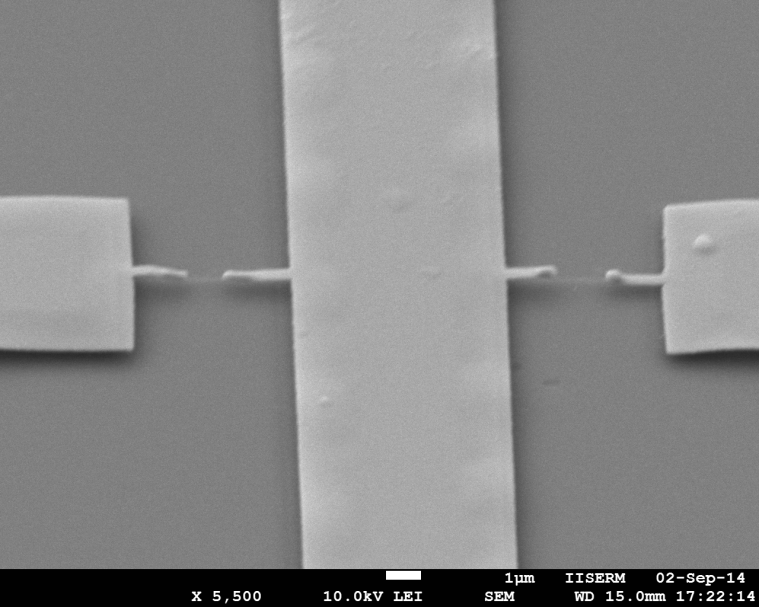 1μm IISERM 02-Sep-14
X 5,500 10.0kV LEI SEM WD 15.0mm 17:22:14